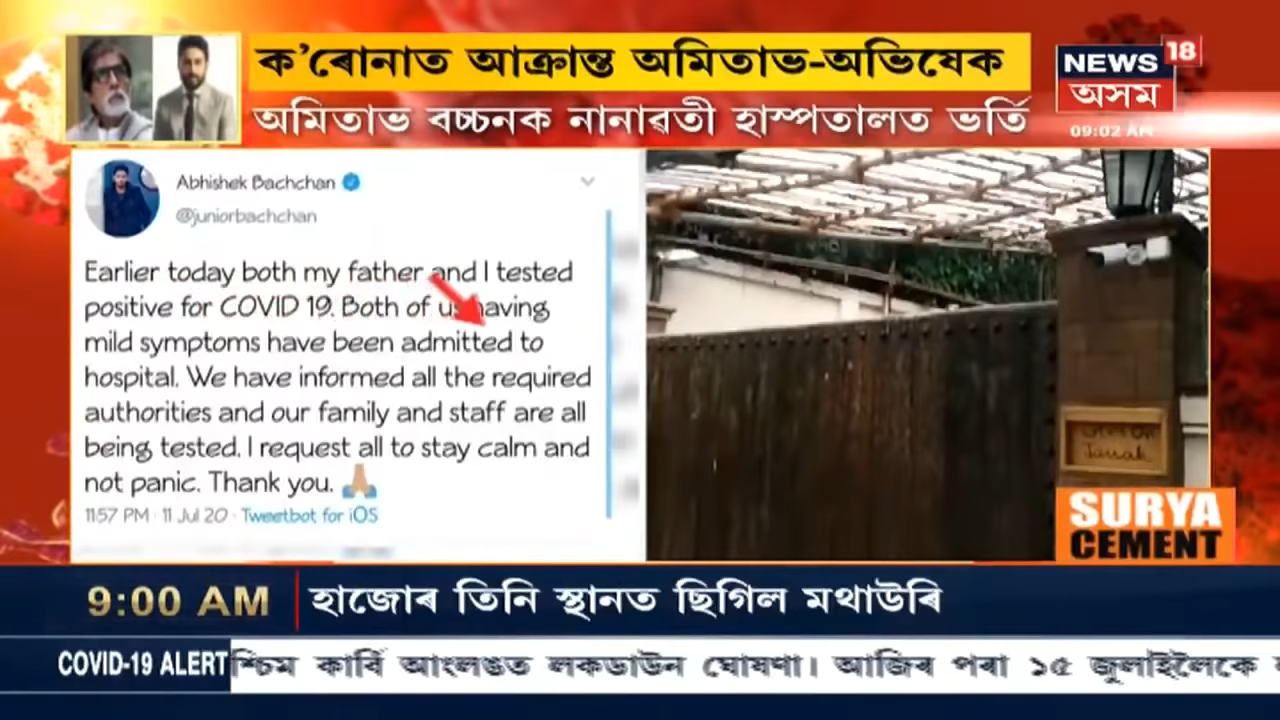 ক’ৰোনাত আক্ৰান্ত অমিতাভ-অভিষেক
অমিতাভ বচ্চনক নানাৱতী হাস্পতালত ভৰ্তি
NEWS 18
অসম
09:02 AM
Abhishek Bachchan
@juniorbachchan
Earlier today both my father and I tested
positive for COVID 19. Both of us having
mild symptoms have been admitted to
hospital. We have informed all the required
authorities and our family and staff are all
being tested. I request all to stay calm and
not panic. Thank you. 🙏🏽
11:57 PM · 11 Jul 20 · Tweetbot for iOS
Janak
SURYA
CEMENT
9:00 AM
হাজোৰ তিনি স্থানত ছিগিল মথাউৰি
COVID-19 ALERT
শ্চিম কাৰ্বি আংলঙত লকডাউন ঘোষণা। আজিৰ পৰা ১৫ জুলাইলৈকে